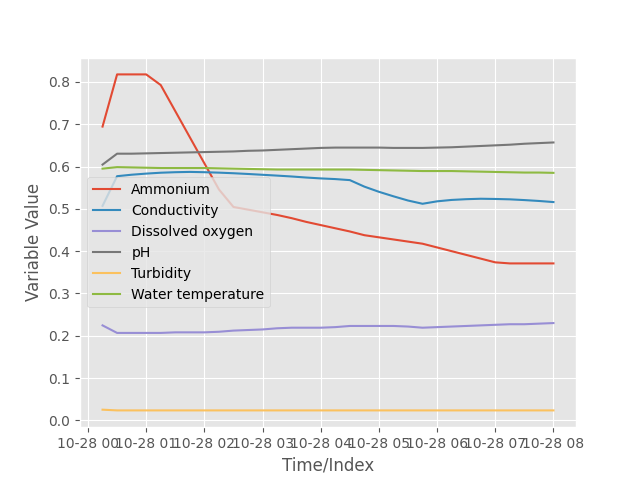 0.8
0.7
0.6
0.5
0.4
0.3
0.2
0.1
0.0
Variable Value
Ammonium
Conductivity
Dissolved oxygen
pH
Turbidity
Water temperature
10-28 00 10-28 01 10-28 02 10-28 03 10-28 04 10-28 05 10-28 06 10-28 07 10-28 08
Time/Index